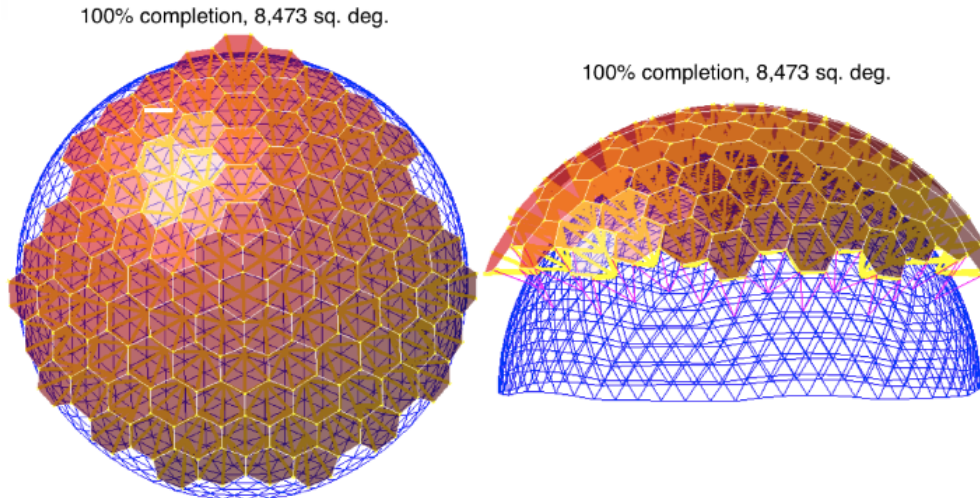 100% completion, 8,473 sq. deg.
100% completion, 8,473 sq. deg.